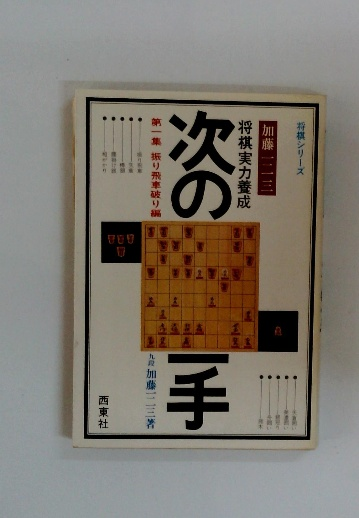 将棋シリーズ
加藤一二三
将棋実力養成
次の一手
第一集 振り飛車破り編
九段 加藤一二三著
西東社